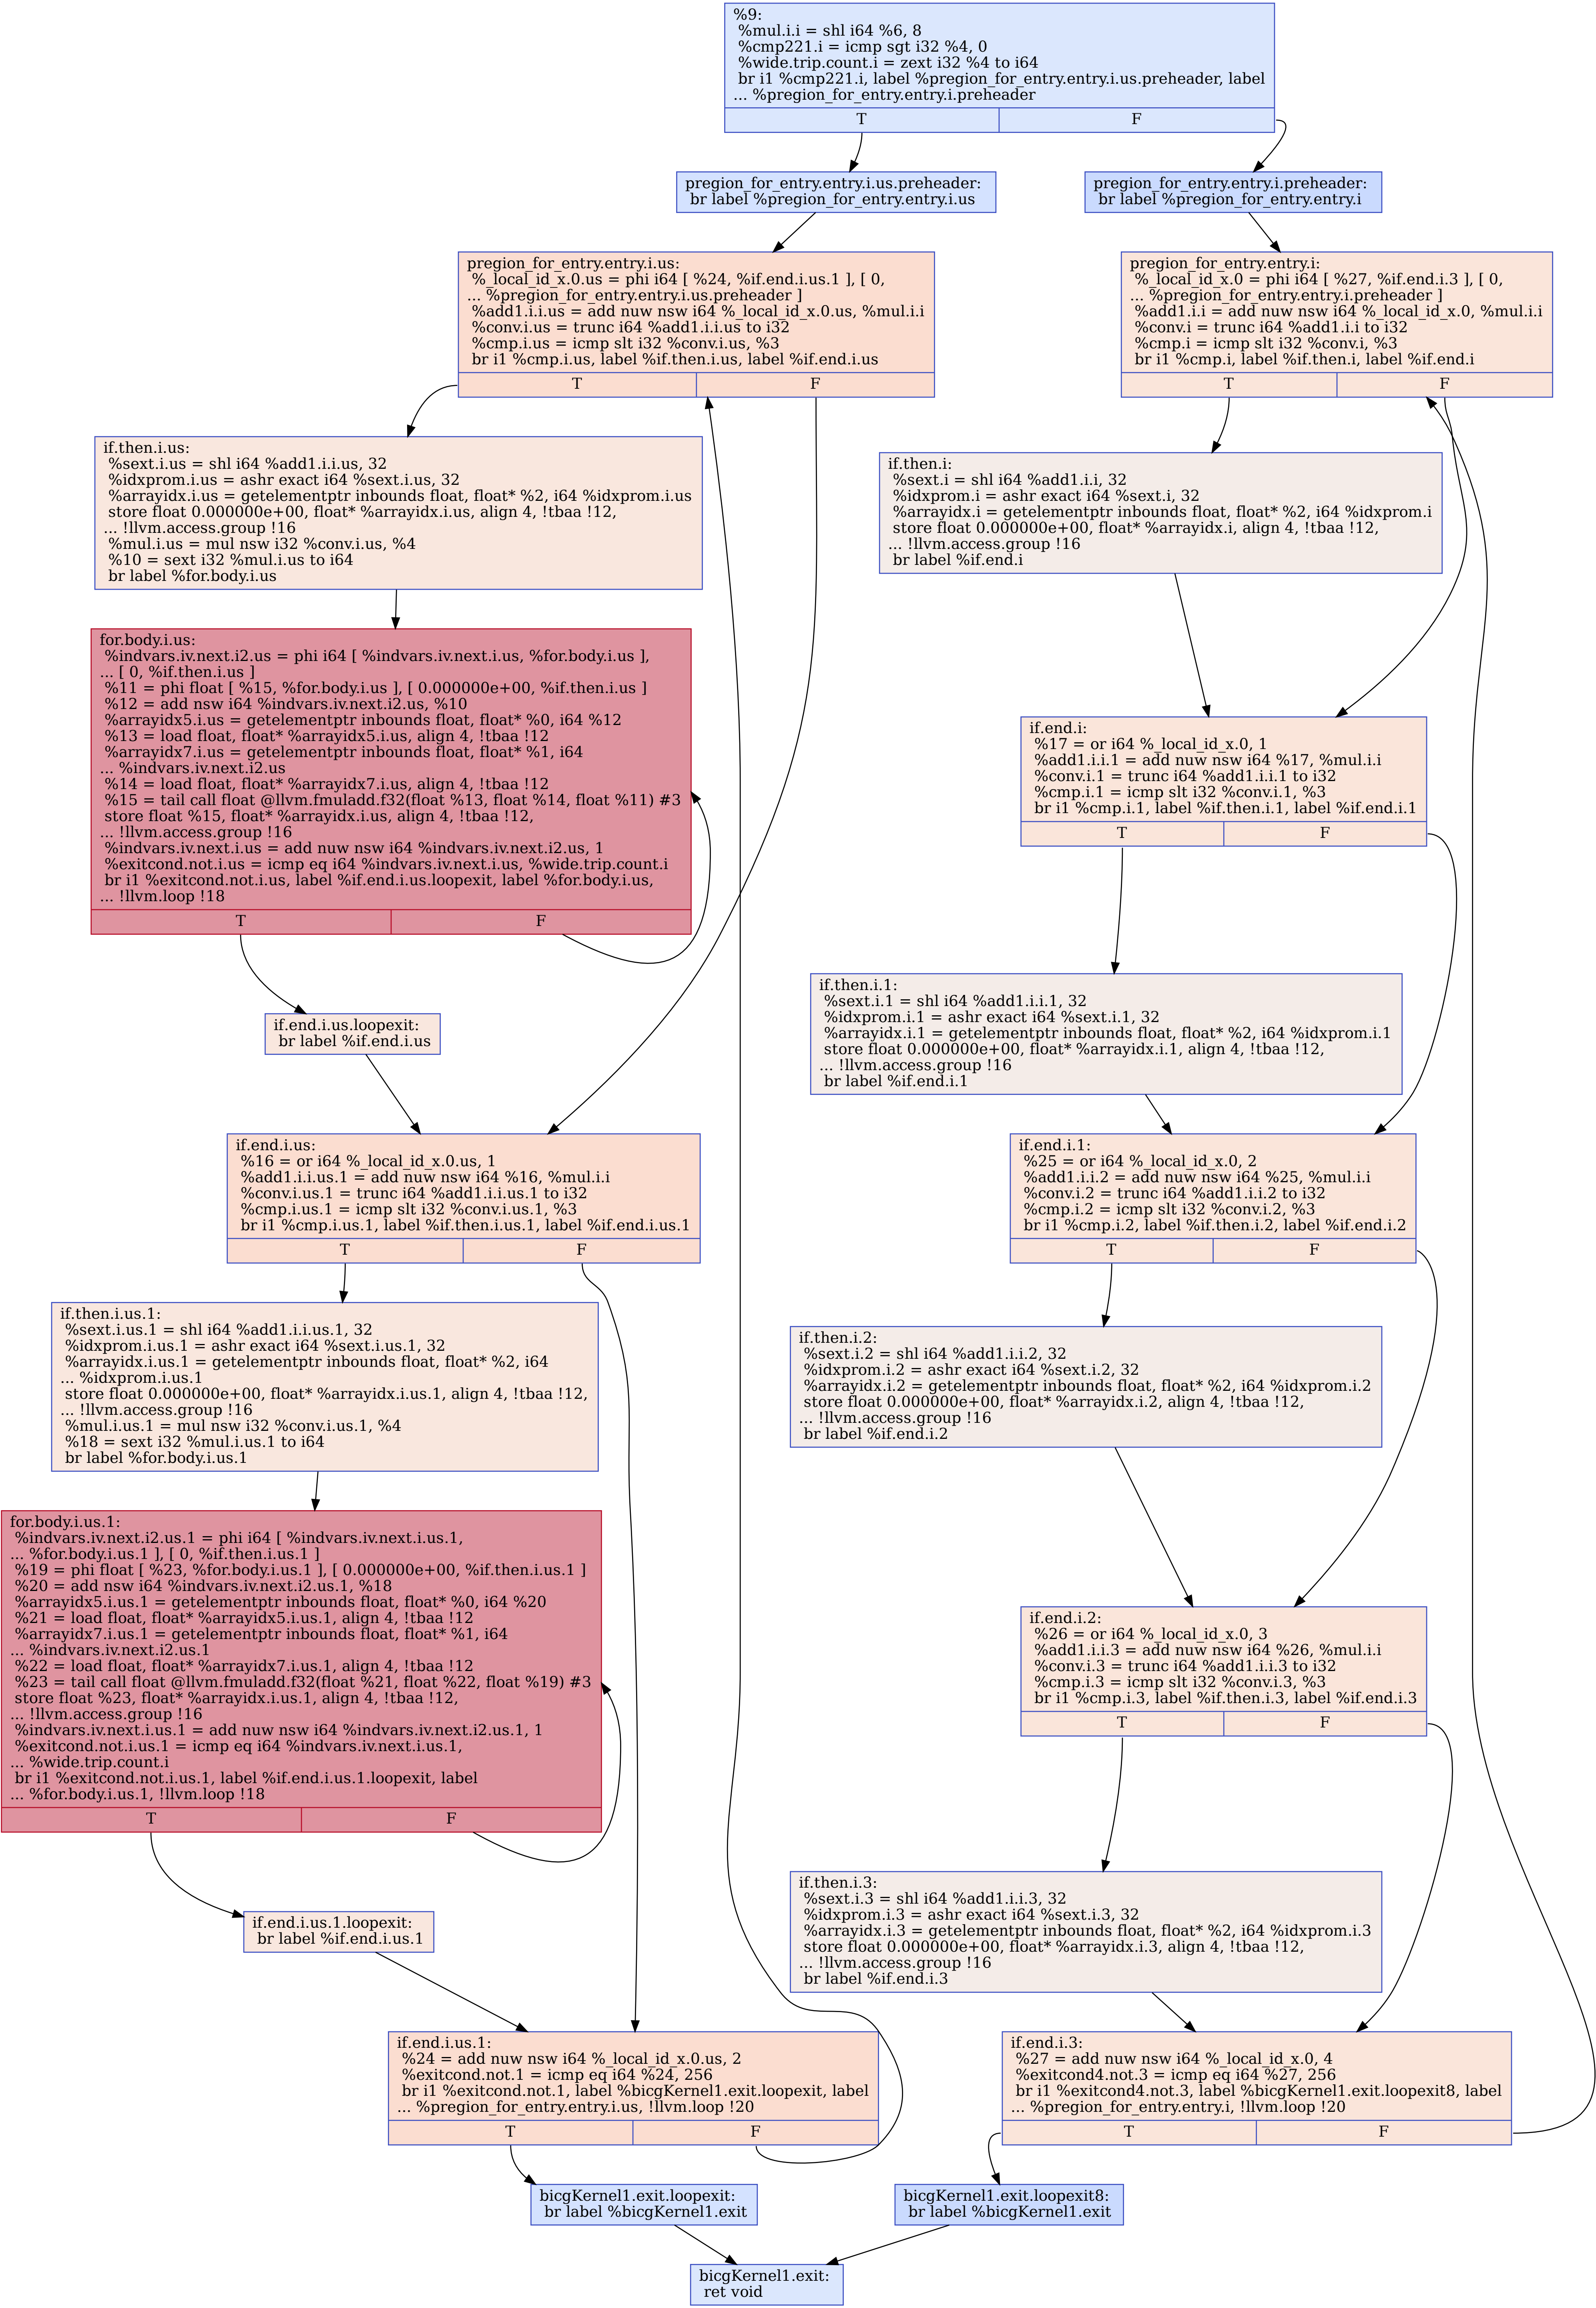 %9:
%mul.i.i = shl i64 %6, 8
%cmp221.i = icmp sgt i32 %4, 0
%wide.trip.count.i = zext i32 %4 to i64
br i1 %cmp221.i, label %pregion_for_entry.entry.i.us.preheader, label
... %pregion_for_entry.entry.i.preheader
T F
pregion_for_entry.entry.i.us.preheader:
br label %pregion_for_entry.entry.i.us
pregion_for_entry.entry.i.preheader:
br label %pregion_for_entry.entry.i
pregion_for_entry.entry.i.us:
%_local_id_x.0.us = phi i64 [ %24, %if.end.i.us.1 ], [ 0,
... %pregion_for_entry.entry.i.us.preheader ]
%add1.i.i.us = add nuw nsw i64 %_local_id_x.0.us, %mul.i.i
%conv.i.us = trunc i64 %add1.i.i.us to i32
%cmp.i.us = icmp slt i32 %conv.i.us, %3
br i1 %cmp.i.us, label %if.then.i.us, label %if.end.i.us
T F
pregion_for_entry.entry.i:
%_local_id_x.0 = phi i64 [ %27, %if.end.i.3 ], [ 0,
... %pregion_for_entry.entry.i.preheader ]
%add1.i.i = add nuw nsw i64 %_local_id_x.0, %mul.i.i
%conv.i = trunc i64 %add1.i.i to i32
%cmp.i = icmp slt i32 %conv.i, %3
br i1 %cmp.i, label %if.then.i, label %if.end.i
T F
if.then.i.us:
%sext.i.us = shl i64 %add1.i.i.us, 32
%idxprom.i.us = ashr exact i64 %sext.i.us, 32
%arrayidx.i.us = getelementptr inbounds float, float* %2, i64 %idxprom.i.us
store float 0.000000e+00, float* %arrayidx.i.us, align 4, !tbaa !12,
... !llvm.access.group !16
%mul.i.us = mul nsw i32 %conv.i.us, %4
%10 = sext i32 %mul.i.us to i64
br label %for.body.i.us
if.then.i:
%sext.i = shl i64 %add1.i.i, 32
%idxprom.i = ashr exact i64 %sext.i, 32
%arrayidx.i = getelementptr inbounds float, float* %2, i64 %idxprom.i
store float 0.000000e+00, float* %arrayidx.i, align 4, !tbaa !12,
... !llvm.access.group !16
br label %if.end.i
for.body.i.us:
%indvars.iv.next.i2.us = phi i64 [ %indvars.iv.next.i.us, %for.body.i.us ],
... [ 0, %if.then.i.us ]
%11 = phi float [ %15, %for.body.i.us ], [ 0.000000e+00, %if.then.i.us ]
%12 = add nsw i64 %indvars.iv.next.i2.us, %10
%arrayidx5.i.us = getelementptr inbounds float, float* %0, i64 %12
%13 = load float, float* %arrayidx5.i.us, align 4, !tbaa !12
%arrayidx7.i.us = getelementptr inbounds float, float* %1, i64
... %indvars.iv.next.i2.us
%14 = load float, float* %arrayidx7.i.us, align 4, !tbaa !12
%15 = tail call float @llvm.fmuladd.f32(float %13, float %14, float %11) #3
store float %15, float* %arrayidx.i.us, align 4, !tbaa !12,
... !llvm.access.group !16
%indvars.iv.next.i.us = add nuw nsw i64 %indvars.iv.next.i2.us, 1
%exitcond.not.i.us = icmp eq i64 %indvars.iv.next.i.us, %wide.trip.count.i
br i1 %exitcond.not.i.us, label %if.end.i.us.loopexit, label %for.body.i.us,
... !llvm.loop !18
T F
if.end.i:
%17 = or i64 %_local_id_x.0, 1
%add1.i.i.1 = add nuw nsw i64 %17, %mul.i.i
%conv.i.1 = trunc i64 %add1.i.i.1 to i32
%cmp.i.1 = icmp slt i32 %conv.i.1, %3
br i1 %cmp.i.1, label %if.then.i.1, label %if.end.i.1
T F
if.then.i.1:
%sext.i.1 = shl i64 %add1.i.i.1, 32
%idxprom.i.1 = ashr exact i64 %sext.i.1, 32
%arrayidx.i.1 = getelementptr inbounds float, float* %2, i64 %idxprom.i.1
store float 0.000000e+00, float* %arrayidx.i.1, align 4, !tbaa !12,
... !llvm.access.group !16
br label %if.end.i.1
if.end.i.us.loopexit:
br label %if.end.i.us
if.end.i.us:
%16 = or i64 %_local_id_x.0.us, 1
%add1.i.i.us.1 = add nuw nsw i64 %16, %mul.i.i
%conv.i.us.1 = trunc i64 %add1.i.i.us.1 to i32
%cmp.i.us.1 = icmp slt i32 %conv.i.us.1, %3
br i1 %cmp.i.us.1, label %if.then.i.us.1, label %if.end.i.us.1
T F
if.end.i.1:
%25 = or i64 %_local_id_x.0, 2
%add1.i.i.2 = add nuw nsw i64 %25, %mul.i.i
%conv.i.2 = trunc i64 %add1.i.i.2 to i32
%cmp.i.2 = icmp slt i32 %conv.i.2, %3
br i1 %cmp.i.2, label %if.then.i.2, label %if.end.i.2
T F
if.then.i.us.1:
%sext.i.us.1 = shl i64 %add1.i.i.us.1, 32
%idxprom.i.us.1 = ashr exact i64 %sext.i.us.1, 32
%arrayidx.i.us.1 = getelementptr inbounds float, float* %2, i64
... %idxprom.i.us.1
store float 0.000000e+00, float* %arrayidx.i.us.1, align 4, !tbaa !12,
... !llvm.access.group !16
%mul.i.us.1 = mul nsw i32 %conv.i.us.1, %4
%18 = sext i32 %mul.i.us.1 to i64
br label %for.body.i.us.1
if.then.i.2:
%sext.i.2 = shl i64 %add1.i.i.2, 32
%idxprom.i.2 = ashr exact i64 %sext.i.2, 32
%arrayidx.i.2 = getelementptr inbounds float, float* %2, i64 %idxprom.i.2
store float 0.000000e+00, float* %arrayidx.i.2, align 4, !tbaa !12,
... !llvm.access.group !16
br label %if.end.i.2
for.body.i.us.1:
%indvars.iv.next.i2.us.1 = phi i64 [ %indvars.iv.next.i.us.1,
... %for.body.i.us.1 ], [ 0, %if.then.i.us.1 ]
%19 = phi float [ %23, %for.body.i.us.1 ], [ 0.000000e+00, %if.then.i.us.1 ]
%20 = add nsw i64 %indvars.iv.next.i2.us.1, %18
%arrayidx5.i.us.1 = getelementptr inbounds float, float* %0, i64 %20
%21 = load float, float* %arrayidx5.i.us.1, align 4, !tbaa !12
%arrayidx7.i.us.1 = getelementptr inbounds float, float* %1, i64
... %indvars.iv.next.i2.us.1
%22 = load float, float* %arrayidx7.i.us.1, align 4, !tbaa !12
%23 = tail call float @llvm.fmuladd.f32(float %21, float %22, float %19) #3
store float %23, float* %arrayidx.i.us.1, align 4, !tbaa !12,
... !llvm.access.group !16
%indvars.iv.next.i.us.1 = add nuw nsw i64 %indvars.iv.next.i2.us.1, 1
%exitcond.not.i.us.1 = icmp eq i64 %indvars.iv.next.i.us.1,
... %wide.trip.count.i
br i1 %exitcond.not.i.us.1, label %if.end.i.us.1.loopexit, label
... %for.body.i.us.1, !llvm.loop !18
T F
if.end.i.2:
%26 = or i64 %_local_id_x.0, 3
%add1.i.i.3 = add nuw nsw i64 %26, %mul.i.i
%conv.i.3 = trunc i64 %add1.i.i.3 to i32
%cmp.i.3 = icmp slt i32 %conv.i.3, %3
br i1 %cmp.i.3, label %if.then.i.3, label %if.end.i.3
T F
if.then.i.3:
%sext.i.3 = shl i64 %add1.i.i.3, 32
%idxprom.i.3 = ashr exact i64 %sext.i.3, 32
%arrayidx.i.3 = getelementptr inbounds float, float* %2, i64 %idxprom.i.3
store float 0.000000e+00, float* %arrayidx.i.3, align 4, !tbaa !12,
... !llvm.access.group !16
br label %if.end.i.3
if.end.i.us.1.loopexit:
br label %if.end.i.us.1
if.end.i.us.1:
%24 = add nuw nsw i64 %_local_id_x.0.us, 2
%exitcond.not.1 = icmp eq i64 %24, 256
br i1 %exitcond.not.1, label %bicgKernel1.exit.loopexit, label
... %pregion_for_entry.entry.i.us, !llvm.loop !20
T F
if.end.i.3:
%27 = add nuw nsw i64 %_local_id_x.0, 4
%exitcond4.not.3 = icmp eq i64 %27, 256
br i1 %exitcond4.not.3, label %bicgKernel1.exit.loopexit8, label
... %pregion_for_entry.entry.i, !llvm.loop !20
T F
bicgKernel1.exit.loopexit:
br label %bicgKernel1.exit
bicgKernel1.exit.loopexit8:
br label %bicgKernel1.exit
bicgKernel1.exit:
ret void